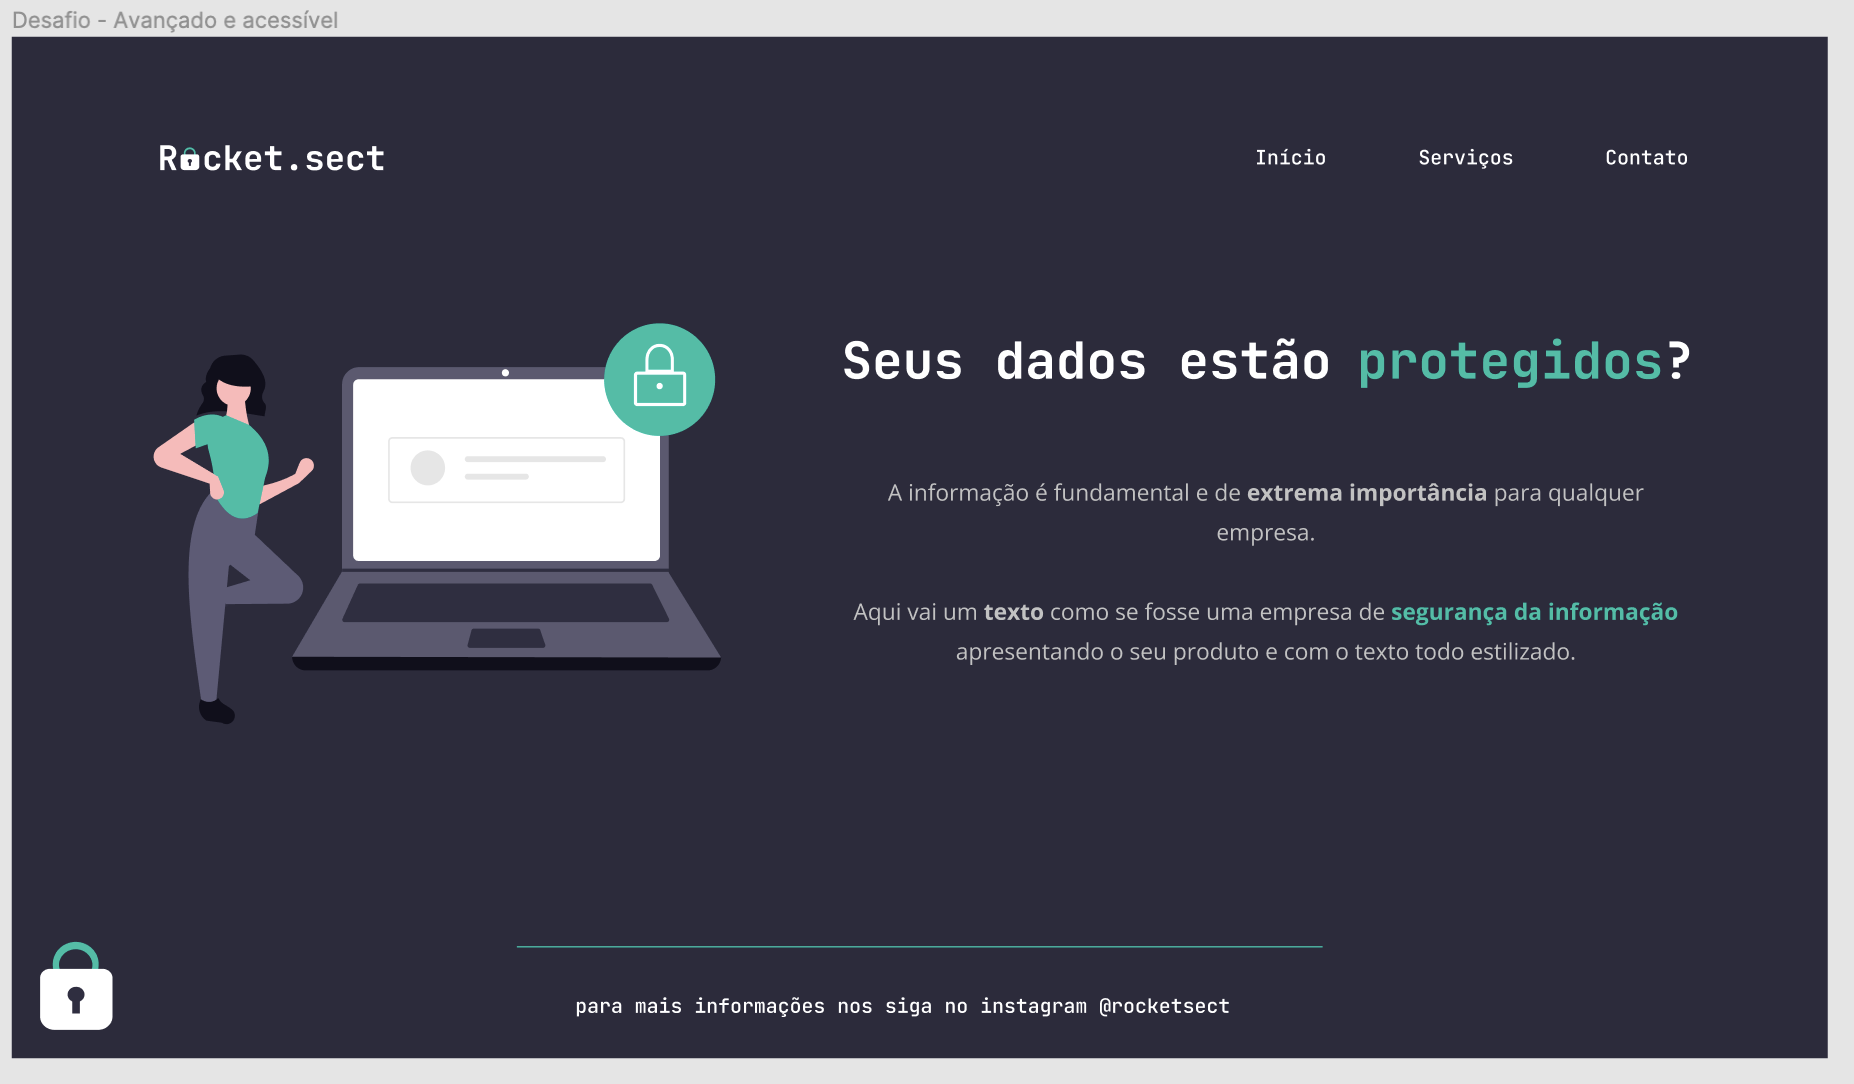 Desafio - Avançado e acessível
Rocket.sect
Início
Serviços
Contato
Seus dados estão protegidos?
A informação é fundamental e de extrema importância para qualquer
empresa.
Aqui vai um texto como se fosse uma empresa de segurança da informação
apresentando o seu produto e com o texto todo estilizado.
para mais informações nos siga no instagram @rocketsect